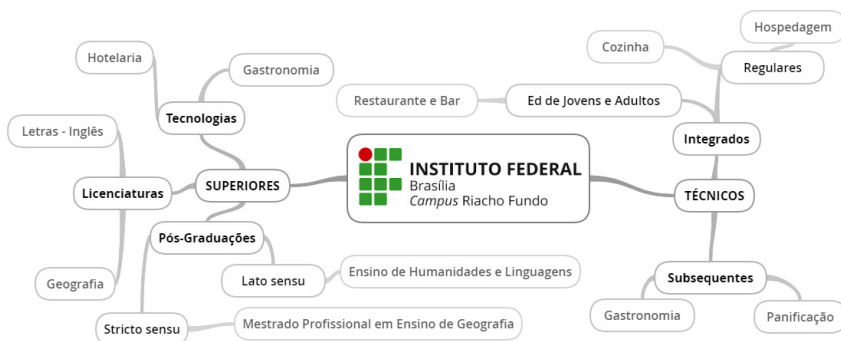 Hospedagem
Cozinha
Regulares
Hotelaria
Gastronomia
Restaurante e Bar
Ed de Jovens e Adultos
Tecnologias
Letras - Inglês
Integrados
INSTITUTO FEDERAL
Brasília
Campus Riacho Fundo
SUPERIORES
Licenciaturas
TÉCNICOS
Pós-Graduações
Lato sensu
Ensino de Humanidades e Linguagens
Subsequentes
Geografia
Gastronomia
Panificação
Stricto sensu
Mestrado Profissional em Ensino de Geografia